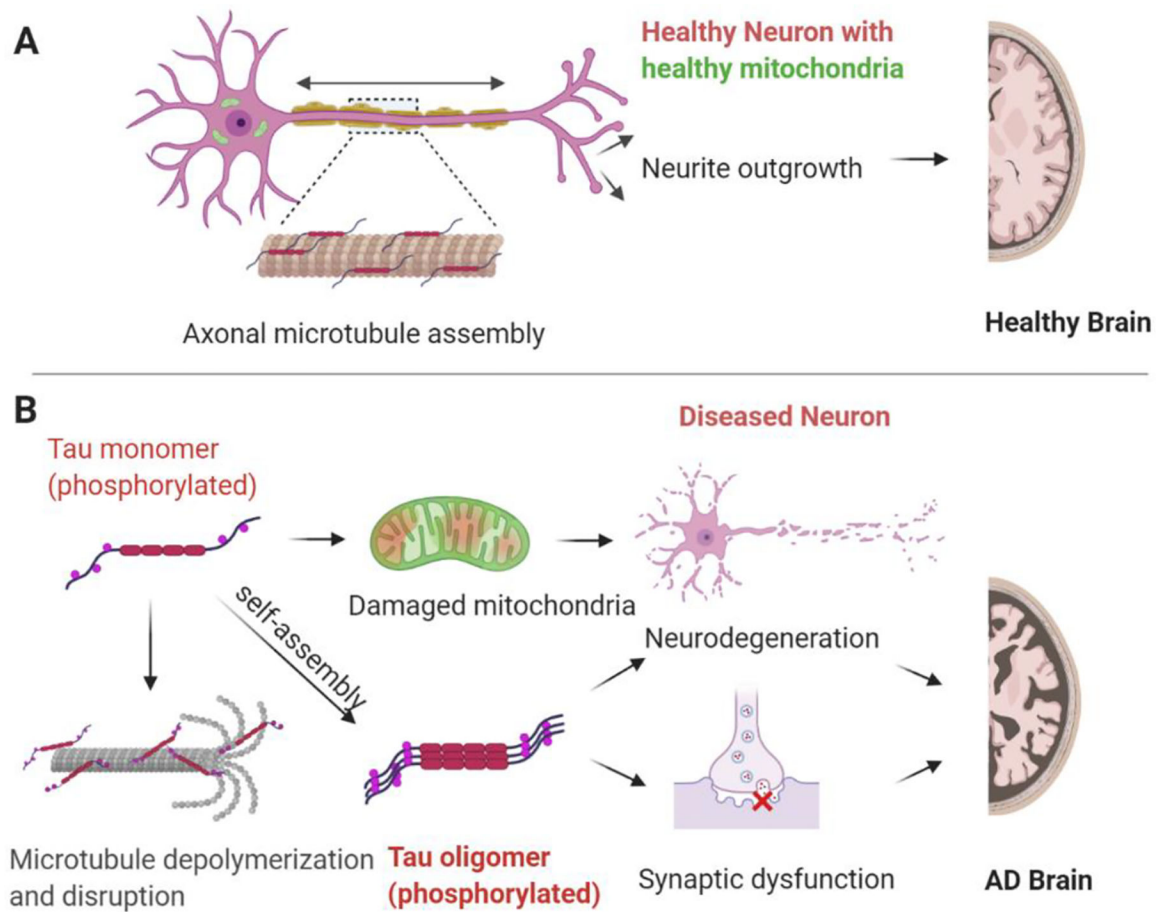 A
Healthy Neuron with
healthy mitochondria
Neurite outgrowth
Axonal microtubule assembly
Healthy Brain
B
Diseased Neuron
Tau monomer
(phosphorylated)
self-assembly
Damaged mitochondria
Neurodegeneration
Microtubule depolymerization
and disruption
Tau oligomer
(phosphorylated)
Synaptic dysfunction
AD Brain